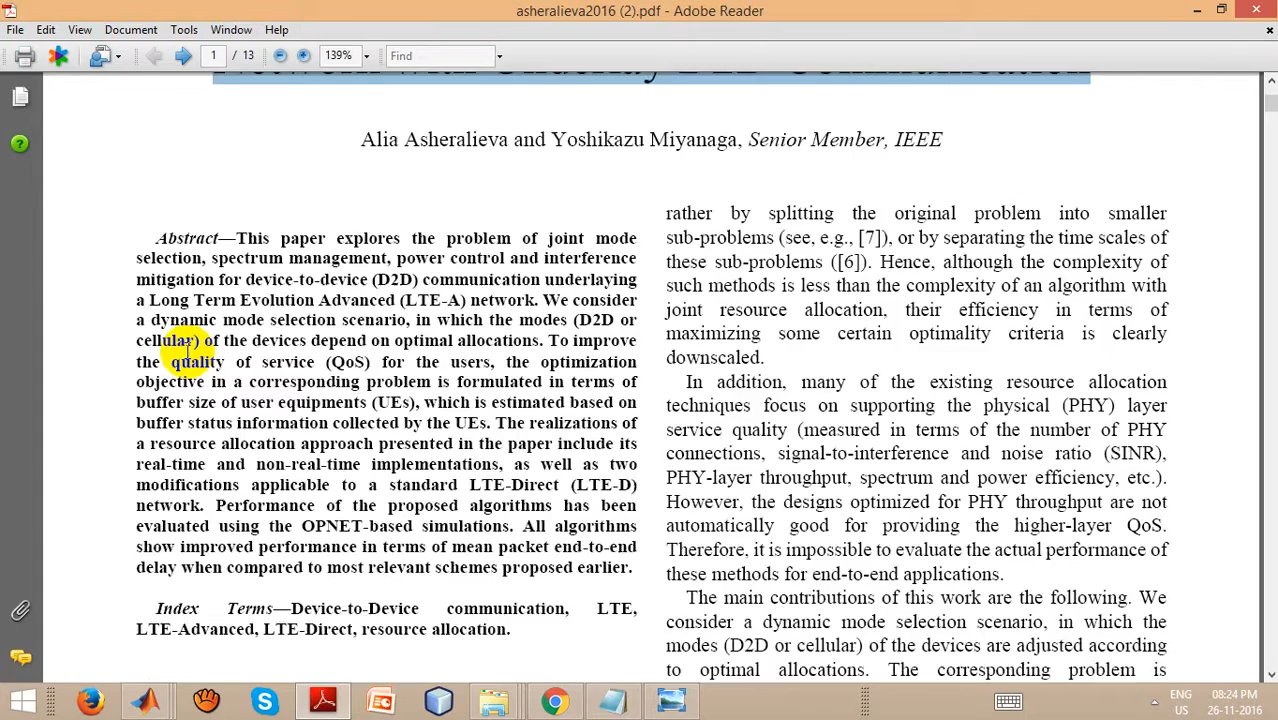 asheralieva2016 (2).pdf - Adobe Reader
File Edit View Document Tools Window Help
1 / 13 139% Find
Network with Underlay D2D Communication
Alia Asheralieva and Yoshikazu Miyanaga, Senior Member, IEEE
Abstract—This paper explores the problem of joint mode
selection, spectrum management, power control and interference
mitigation for device-to-device (D2D) communication underlaying
a Long Term Evolution Advanced (LTE-A) network. We consider
a dynamic mode selection scenario, in which the modes (D2D or
cellular) of the devices depend on optimal allocations. To improve
the quality of service (QoS) for the users, the optimization
objective in a corresponding problem is formulated in terms of
buffer size of user equipments (UEs), which is estimated based on
buffer status information collected by the UEs. The realizations of
a resource allocation approach presented in the paper include its
real-time and non-real-time implementations, as well as two
modifications applicable to a standard LTE-Direct (LTE-D)
network. Performance of the proposed algorithms has been
evaluated using the OPNET-based simulations. All algorithms
show improved performance in terms of mean packet end-to-end
delay when compared to most relevant schemes proposed earlier.
Index Terms—Device-to-Device communication, LTE,
LTE-Advanced, LTE-Direct, resource allocation.
rather by splitting the original problem into smaller
sub-problems (see, e.g., [7]), or by separating the time scales of
these sub-problems ([6]). Hence, although the complexity of
such methods is less than the complexity of an algorithm with
joint resource allocation, their efficiency in terms of
maximizing some certain optimality criteria is clearly
downscaled.
In addition, many of the existing resource allocation
techniques focus on supporting the physical (PHY) layer
service quality (measured in terms of the number of PHY
connections, signal-to-interference and noise ratio (SINR),
PHY-layer throughput, spectrum and power efficiency, etc.).
However, the designs optimized for PHY throughput are not
automatically good for providing the higher-layer QoS.
Therefore, it is impossible to evaluate the actual performance of
these methods for end-to-end applications.
The main contributions of this work are the following. We
consider a dynamic mode selection scenario, in which the
modes (D2D or cellular) of the devices are adjusted according
to optimal allocations. The corresponding problem is
ENG 08:24 PM
US 26-11-2016